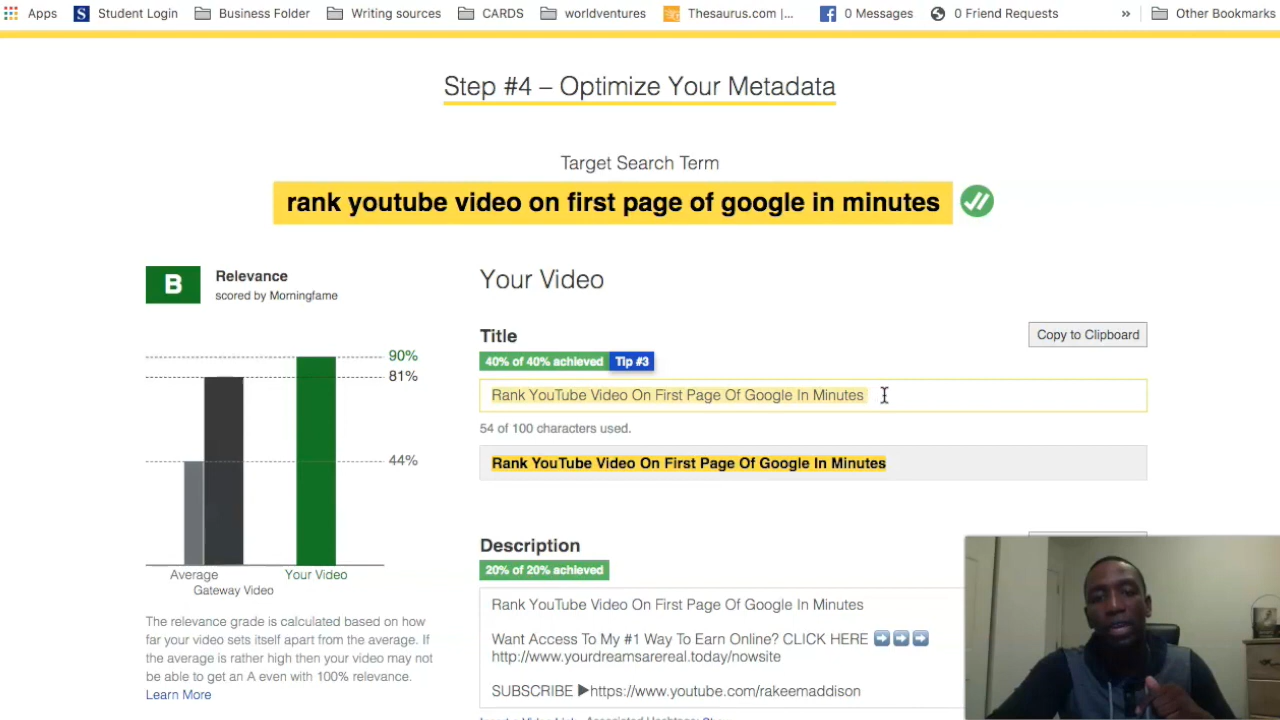 Apps
Student Login
Business Folder
Writing sources
CARDS
worldventures
Thesaurus.com |...
0 Messages
0 Friend Requests
»
Other Bookmarks
Step #4 – Optimize Your Metadata
Target Search Term
rank youtube video on first page of google in minutes
B
Relevance
scored by Morningfame
90%
81%
44%
Average
Your Video
Gateway Video
The relevance grade is calculated based on how
far your video sets itself apart from the average. If
the average is rather high then your video may not
be able to get an A even with 100% relevance.
Learn More
Your Video
Title
Copy to Clipboard
40% of 40% achieved
Tip #3
Rank YouTube Video On First Page Of Google In Minutes
54 of 100 characters used.
Rank YouTube Video On First Page Of Google In Minutes
Description
20% of 20% achieved
Rank YouTube Video On First Page Of Google In Minutes
Want Access To My #1 Way To Earn Online? CLICK HERE ➡➡➡
http://www.yourdreamsarereal.today/nowsite
SUBSCRIBE ▶https://www.youtube.com/rakeemaddison